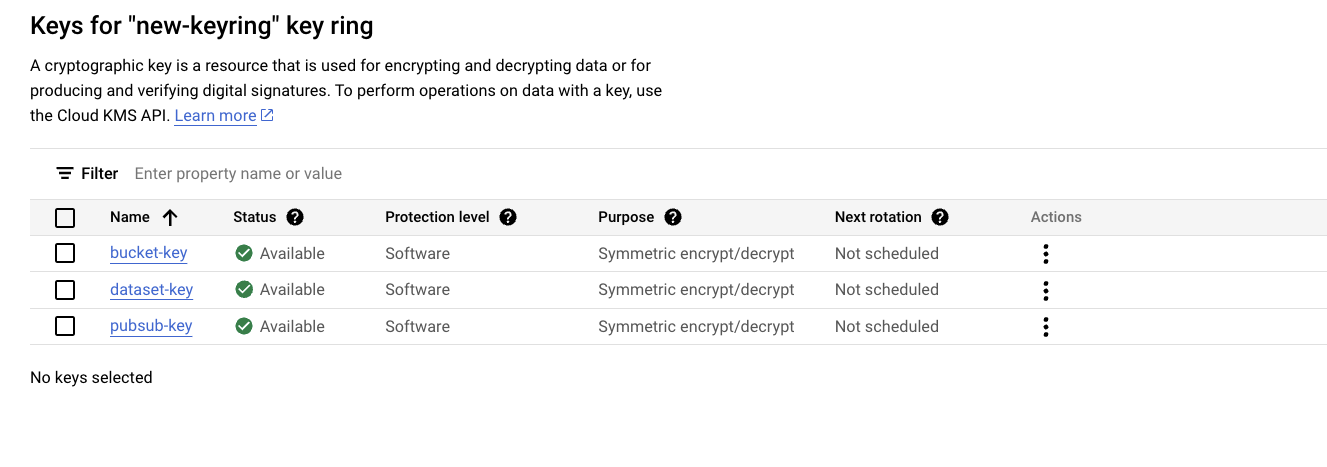 Keys for "new-keyring" key ring
A cryptographic key is a resource that is used for encrypting and decrypting data or for
producing and verifying digital signatures. To perform operations on data with a key, use
the Cloud KMS API. Learn more
Filter Enter property name or value
Name Status Protection level Purpose Next rotation Actions
bucket-key Available Software Symmetric encrypt/decrypt Not scheduled
dataset-key Available Software Symmetric encrypt/decrypt Not scheduled
pubsub-key Available Software Symmetric encrypt/decrypt Not scheduled
No keys selected